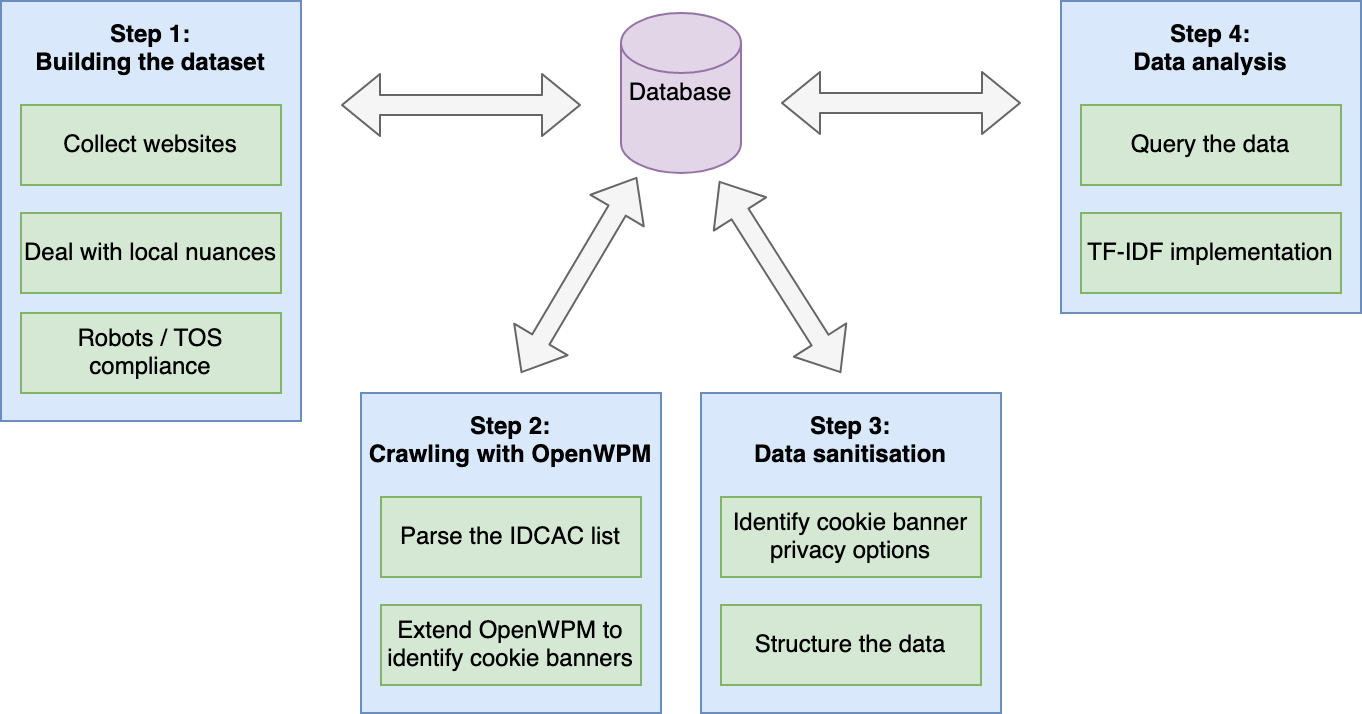 Step 1:
Building the dataset
Collect websites
Deal with local nuances
Robots / TOS
compliance
Database
Step 2:
Crawling with OpenWPM
Parse the IDCAC list
Extend OpenWPM to
identify cookie banners
Step 3:
Data sanitisation
Identify cookie banner
privacy options
Structure the data
Step 4:
Data analysis
Query the data
TF-IDF implementation